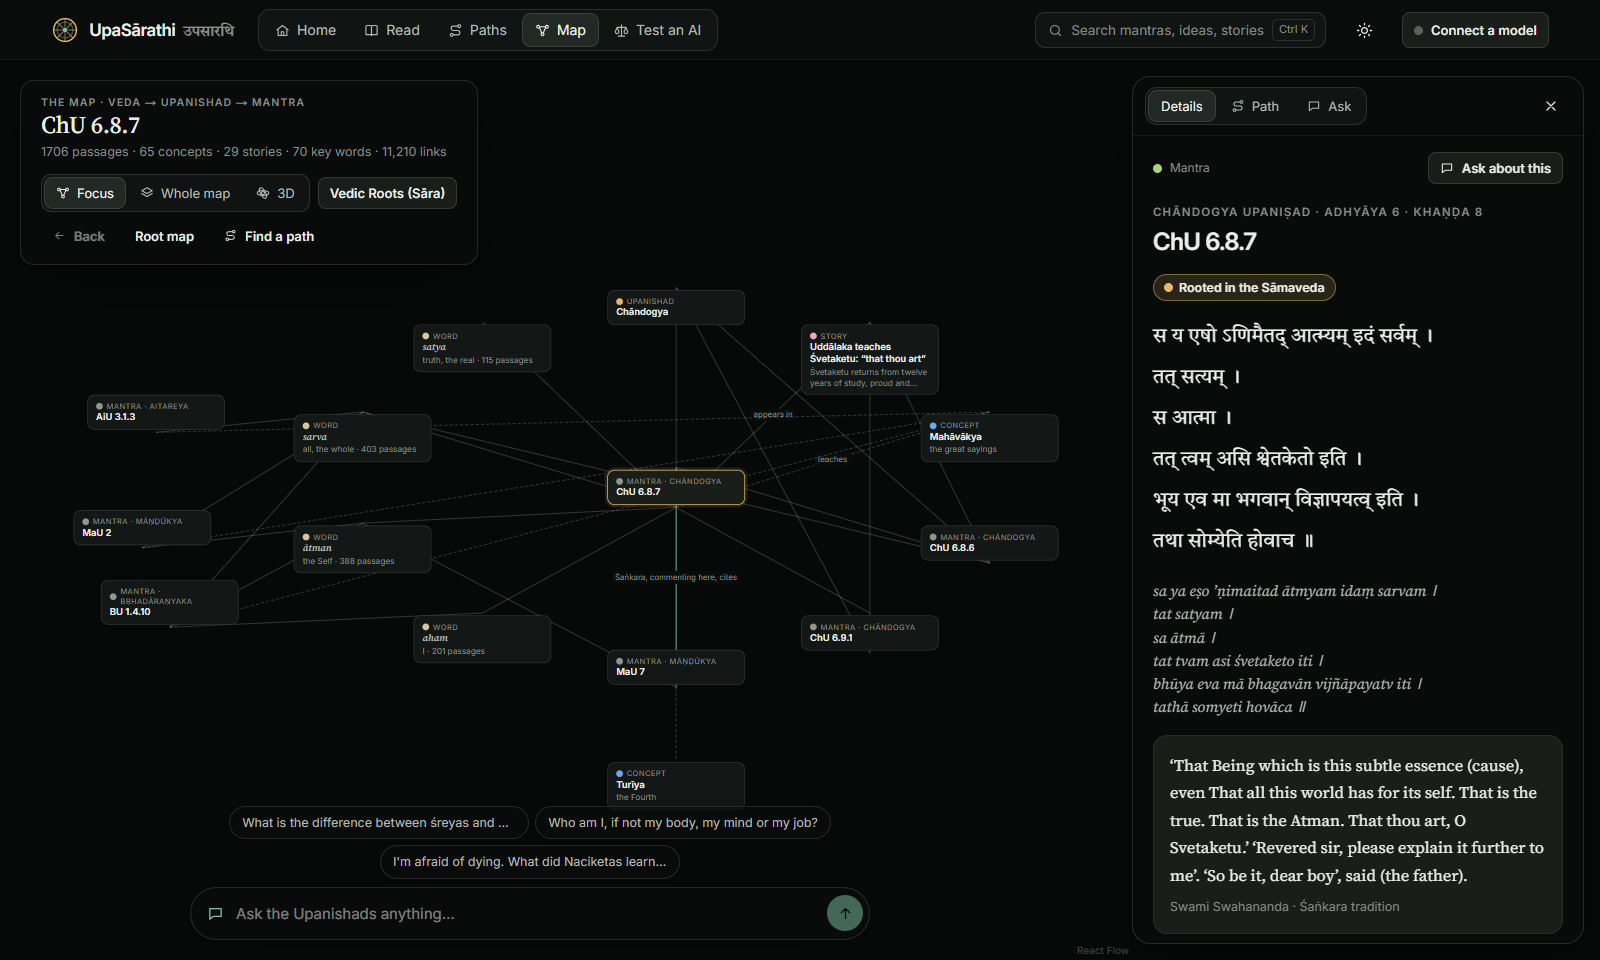 UpaSārathi उपसारथि
Home
Read
Paths
Map
Test an AI
Search mantras, ideas, stories
Ctrl K
Connect a model
THE MAP · VEDA → UPANISHAD → MANTRA
ChU 6.8.7
1706 passages · 65 concepts · 29 stories · 70 key words · 11,210 links
Focus
Whole map
3D
Vedic Roots (Sāra)
← Back
Root map
Find a path
UPANISHAD
Chāndogya
WORD
satya
truth, the real · 115 passages
STORY
Uddālaka teaches
Śvetaketu: “that thou art”
Śvetaketu returns from twelve
years of study, proud and...
MANTRA · AITAREYA
AiU 3.1.3
WORD
sarva
all, the whole · 403 passages
appears in
CONCEPT
Mahāvākya
the great sayings
teaches
MANTRA · CHĀNDOGYA
ChU 6.8.7
MANTRA · MĀṆḌŪKYA
MaU 2
WORD
ātman
the Self · 388 passages
MANTRA · CHĀNDOGYA
ChU 6.8.6
Śaṅkara, commenting here, cites
MANTRA ·
BṚHADĀRAṆYAKA
BU 1.4.10
WORD
aham
I · 201 passages
MANTRA · CHĀNDOGYA
ChU 6.9.1
MANTRA · MĀṆḌŪKYA
MaU 7
CONCEPT
Turīya
the Fourth
What is the difference between śreyas and ...
Who am I, if not my body, my mind or my job?
I'm afraid of dying. What did Naciketas learn...
Ask the Upanishads anything...
React Flow
Details
Path
Ask
Mantra
Ask about this
CHĀNDOGYA UPANIṢAD · ADHYĀYA 6 · KHAṆḌA 8
ChU 6.8.7
Rooted in the Sāmaveda
स य एषो ऽणिमैतद् आत्म्यम् इदं सर्वम् ।
तत् सत्यम् ।
स आत्मा ।
तत् त्वम् असि श्वेतकेतो इति ।
भूय एव मा भगवान् विज्ञापयत्व् इति ।
तथा सोम्येति होवाच ॥
sa ya eṣo ’ṇimaitad ātmyam idaṃ sarvam ।
tat satyam ।
sa ātmā ।
tat tvam asi śvetaketo iti ।
bhūya eva mā bhagavān vijñāpayatv iti ।
tathā somyeti hovāca ॥
‘That Being which is this subtle essence (cause),
even That all this world has for its self. That is the
true. That is the Atman. That thou art, O
Svetaketu.’ ‘Revered sir, please explain it further to
me’. ‘So be it, dear boy’, said (the father).
Swami Swahananda · Śaṅkara tradition